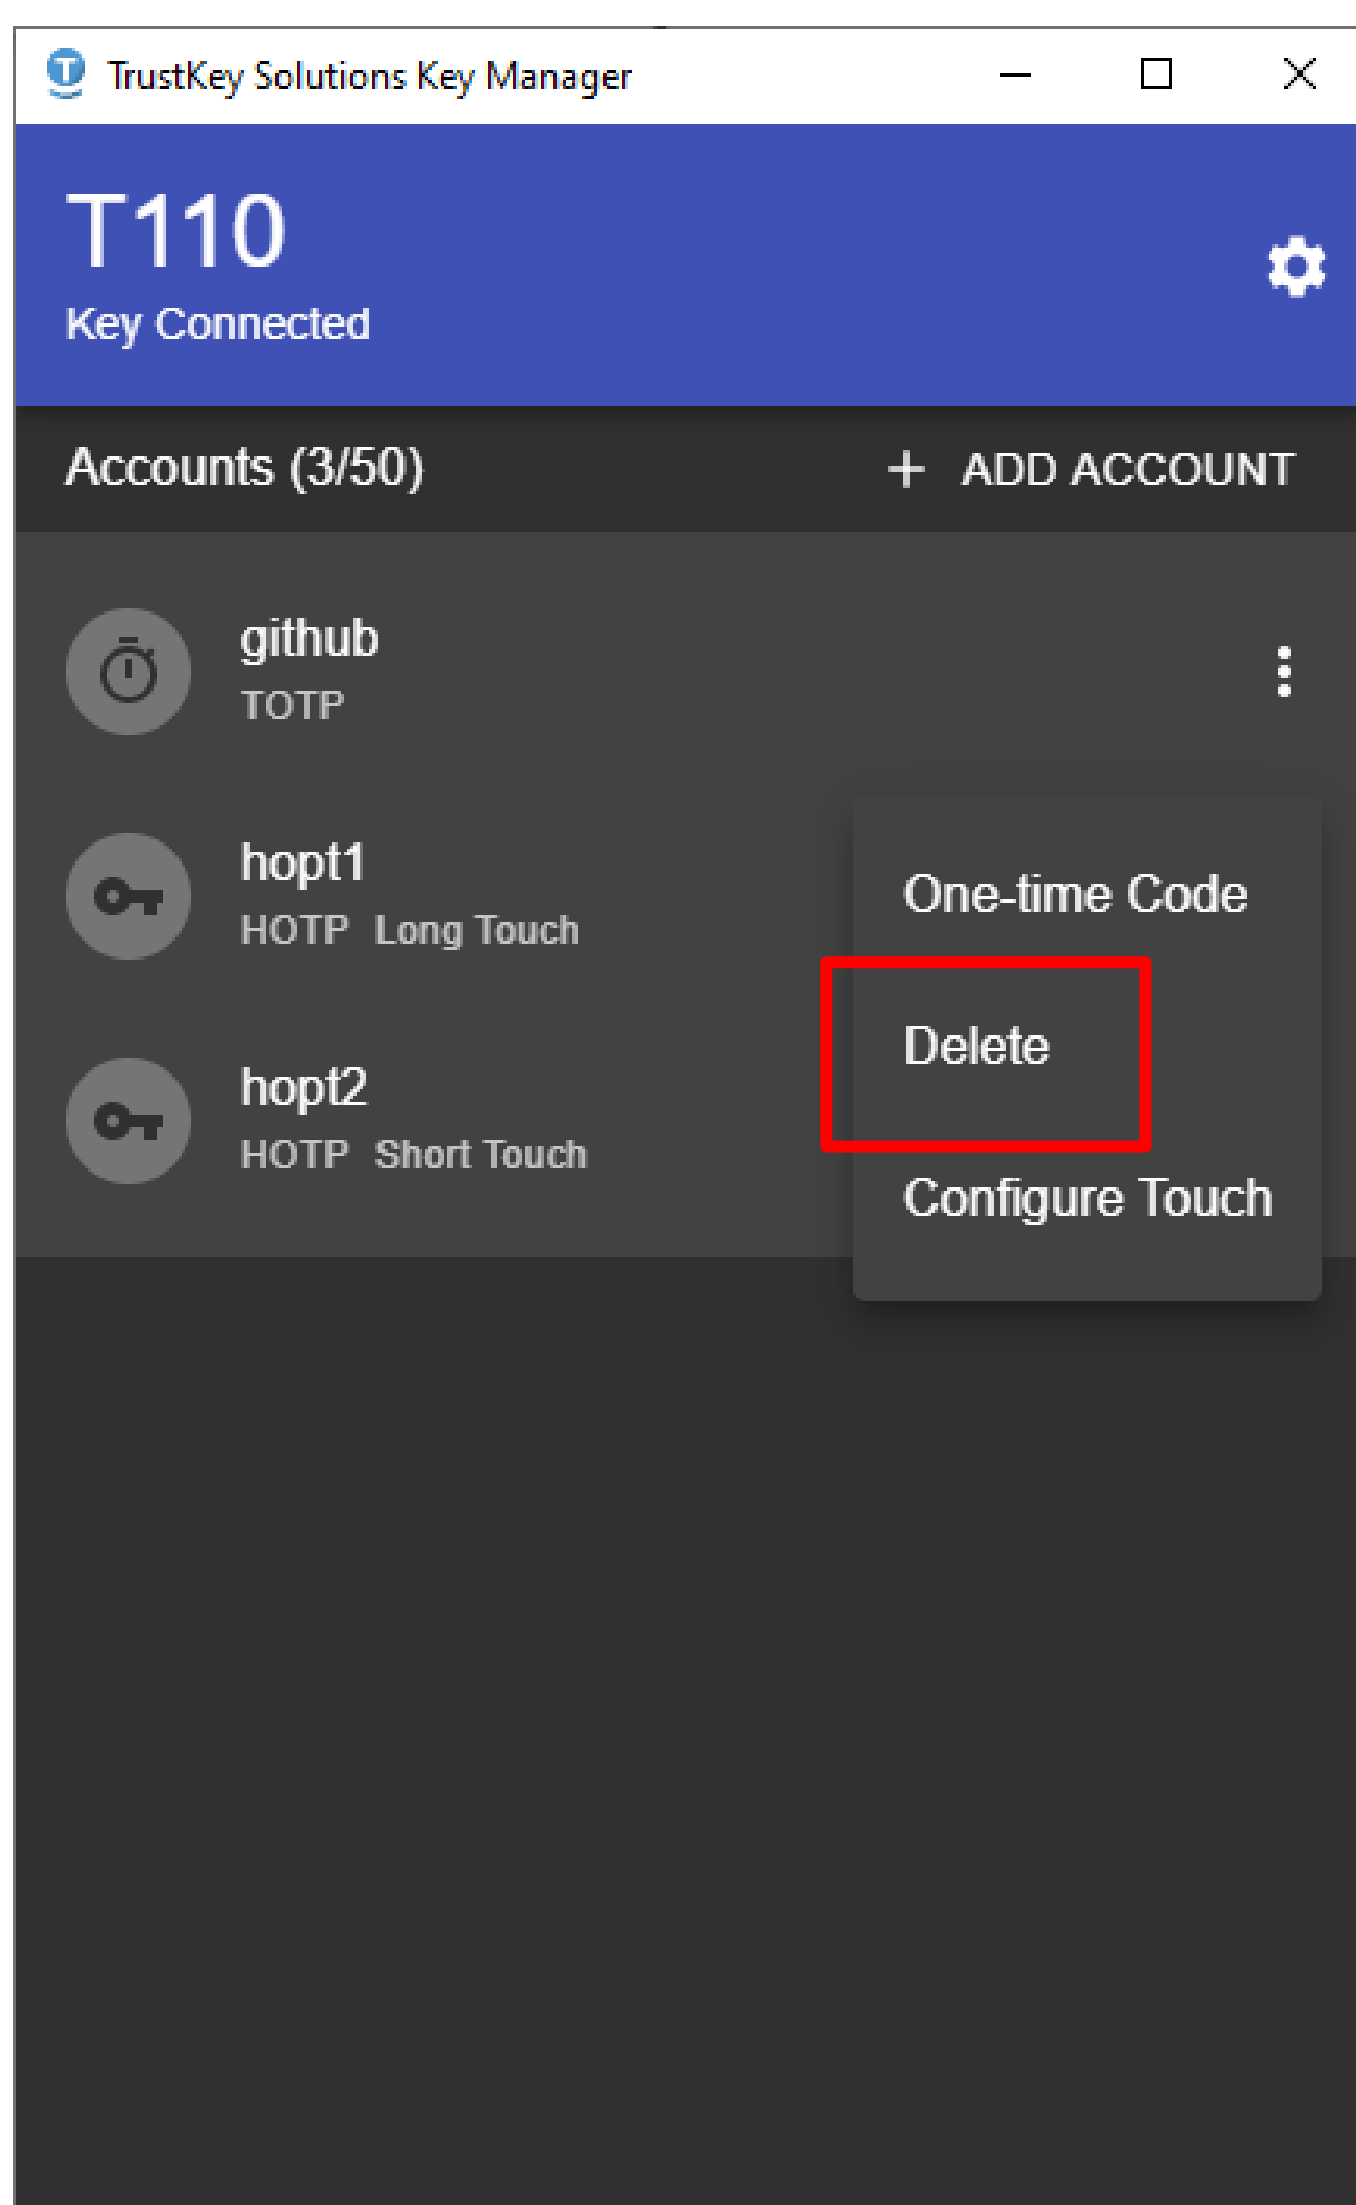 TrustKey Solutions Key Manager
T110
Key Connected
Accounts (3/50)
+ ADD ACCOUNT
github
TOTP
hopt1
HOTP Long Touch
hopt2
HOTP Short Touch
One-time Code
Delete
Configure Touch